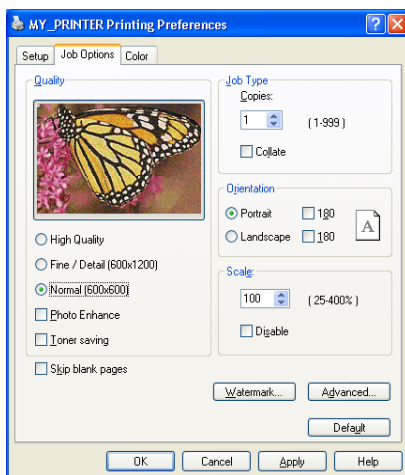 MY_PRINTER Printing Preferences
Setup
Job Options
Color
Quality
High Quality
Fine / Detail (600x1200)
Normal (600x600)
Photo Enhance
Toner saving
Skip blank pages
Job Type
Copies:
1
(1-999)
Collate
Orientation
Portrait
180
Landscape
180
A
Scale:
100
(25-400%)
Disable
Watermark...
Advanced...
Default
OK
Cancel
Apply
Help